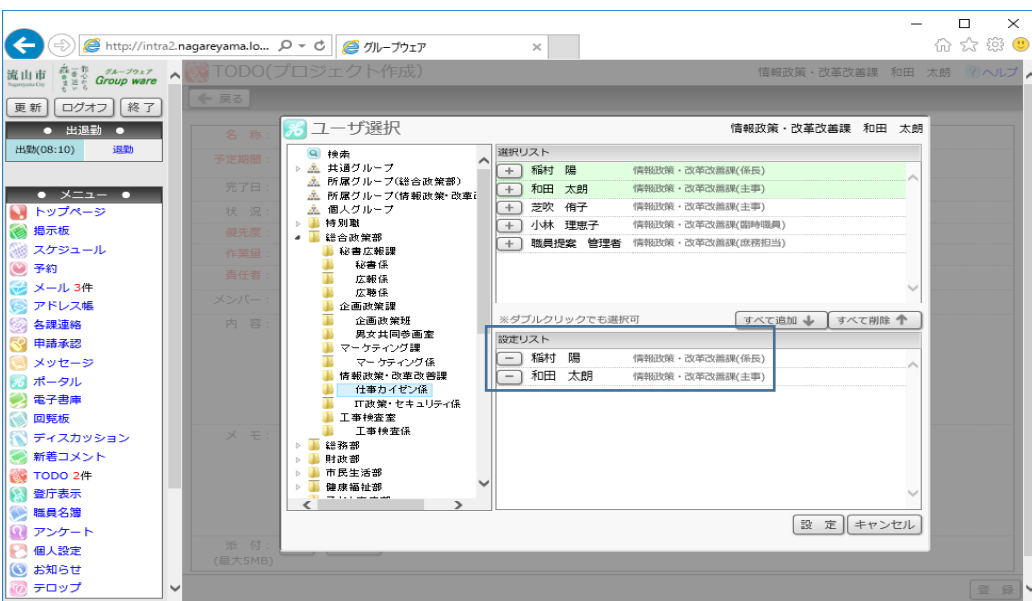 http://intra2.nagareyama.lo...
グループウェア
流山市
グループウェア
Group ware
TODO(プロジェクト作成)
情報政策・改革改善課 和田 太朗
ヘルプ
更 新
ログオフ
終 了
戻る
● 出退勤 ●
出勤(08:10)
退勤
● メニュー ●
トップページ
掲示板
スケジュール
予約
メール 3件
アドレス帳
各課連絡
申請承認
メッセージ
ポータル
電子書庫
回覧板
ディスカッション
新着コメント
TODO 2件
登庁表示
職員名簿
アンケート
個人設定
お知らせ
テロップ
名 称：
予定期間：
完了日：
状 況：
優先度：
作業量：
責任者：
メンバー：
内 容：
メ モ：
添 付：
(最大5MB)
登 録
ユーザ選択
情報政策・改革改善課 和田 太朗
検索
共通グループ
所属グループ(総合政策部)
所属グループ(情報政策・改革
個人グループ
特別職
総合政策部
秘書広報課
秘書係
広報係
広聴係
企画政策課
企画政策班
男女共同参画室
マーケティング課
マーケティング係
情報政策・改革改善課
仕事カイゼン係
IT政策・セキュリティ係
工事検査室
工事検査係
総務部
財政部
市民生活部
健康福祉部
選択リスト
＋ 稲村 陽 情報政策・改革改善課(係長)
＋ 和田 太朗 情報政策・改革改善課(主事)
＋ 芝吹 侑子 情報政策・改革改善課(主事)
＋ 小林 理恵子 情報政策・改革改善課(臨時職員)
＋ 職員提案 管理者 情報政策・改革改善課(庶務担当)
※ダブルクリックでも選択可
すべて追加
すべて削除
設定リスト
－ 稲村 陽 情報政策・改革改善課(係長)
－ 和田 太朗 情報政策・改革改善課(主事)
設 定
キャンセル